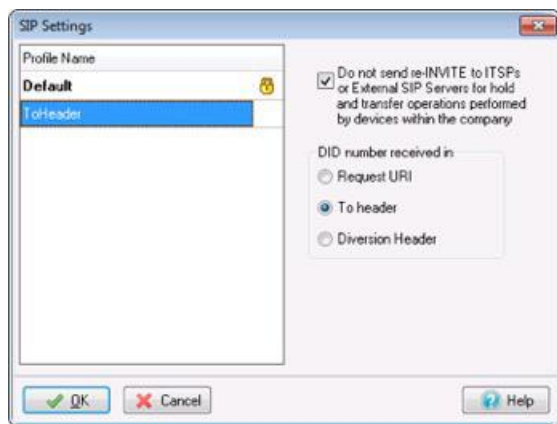 SIP Settings
Profile Name
Default
ToHeader
Do not send re-INVITE to ITSPs
or External SIP Servers for hold
and transfer operations performed
by devices within the company
DID number received in
Request URI
To header
Diversion Header
OK
Cancel
Help